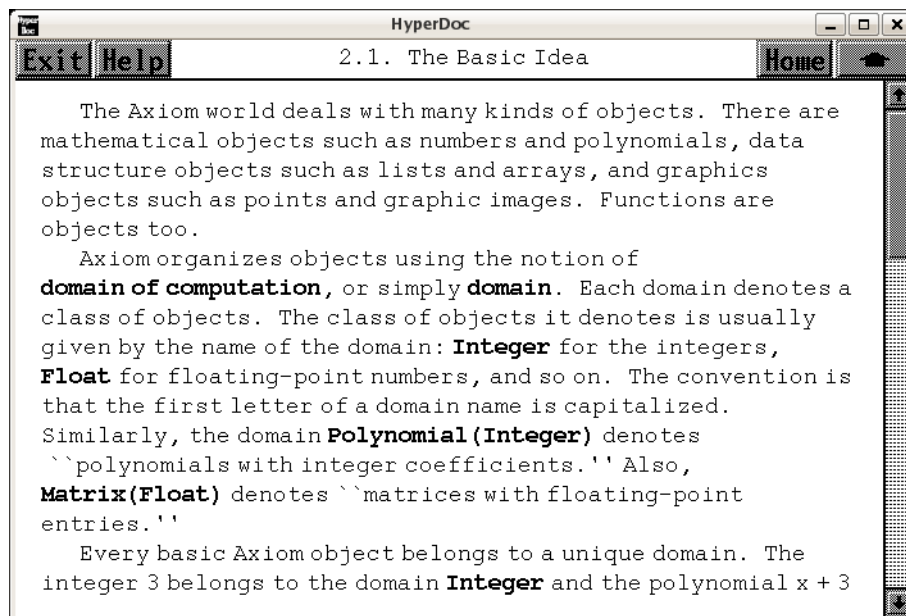 Hyper Doc
HyperDoc
Exit Help 2.1. The Basic Idea Home
The Axiom world deals with many kinds of objects. There are
mathematical objects such as numbers and polynomials, data
structure objects such as lists and arrays, and graphics
objects such as points and graphic images. Functions are
objects too.
Axiom organizes objects using the notion of
domain of computation, or simply domain. Each domain denotes a
class of objects. The class of objects it denotes is usually
given by the name of the domain: Integer for the integers,
Float for floating-point numbers, and so on. The convention is
that the first letter of a domain name is capitalized.
Similarly, the domain Polynomial(Integer) denotes
``polynomials with integer coefficients.'' Also,
Matrix(Float) denotes ``matrices with floating-point
entries.''
Every basic Axiom object belongs to a unique domain. The
integer 3 belongs to the domain Integer and the polynomial x + 3